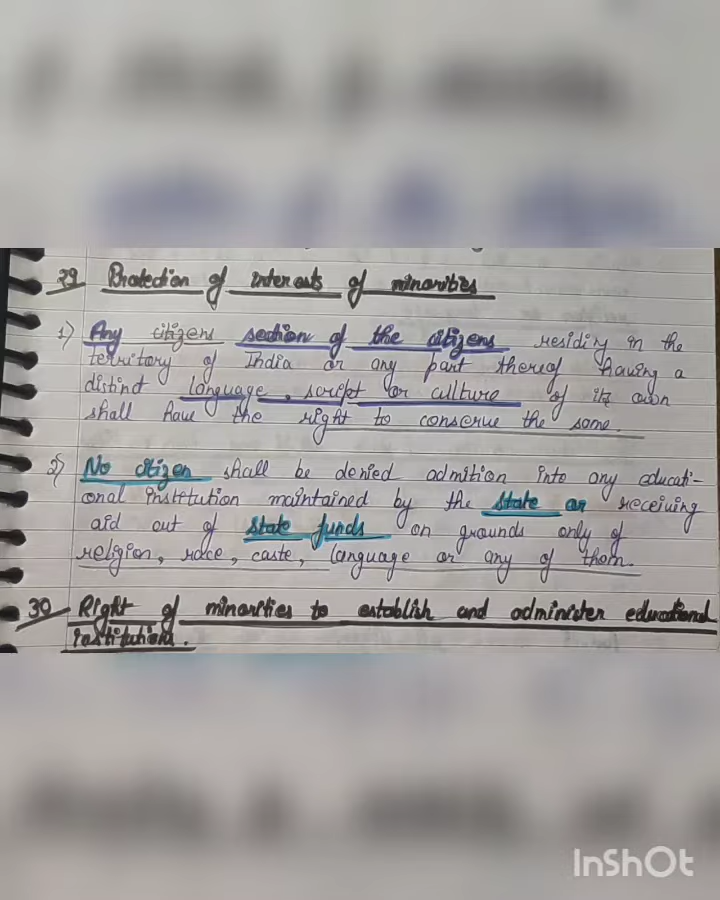 29 Protection of interests of minorities
1) Any citizens section of the citizens residing in the
territory of India or any part thereof having a
distinct language, script or culture of its own
shall have the right to conserve the same.
2) No citizen shall be denied admition into any educati-
onal institution maintained by the State or receiving
aid out of State funds on grounds only of
religion, race, caste, language or any of them.
30 Right of minorities to establish and administer educational
institutions.
InShOt